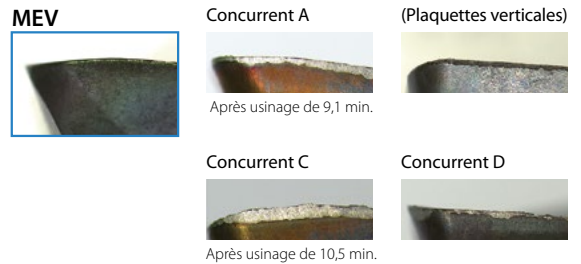 MEV
Concurrent A
(Plaquettes verticales)
Après usinage de 9,1 min.
Concurrent C
Concurrent D
Après usinage de 10,5 min.